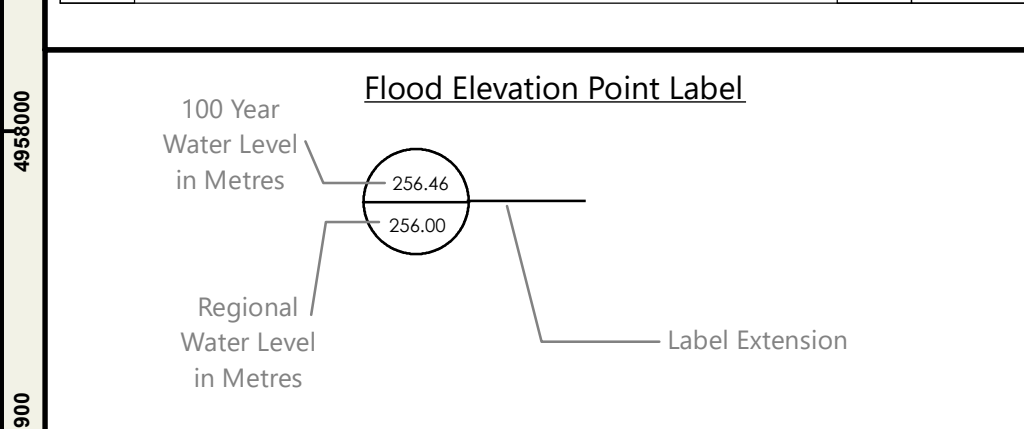 Flood Elevation Point Label
100 Year
Water Level
in Metres
256.46
256.00
Regional
Water Level
in Metres
Label Extension
4958000
900